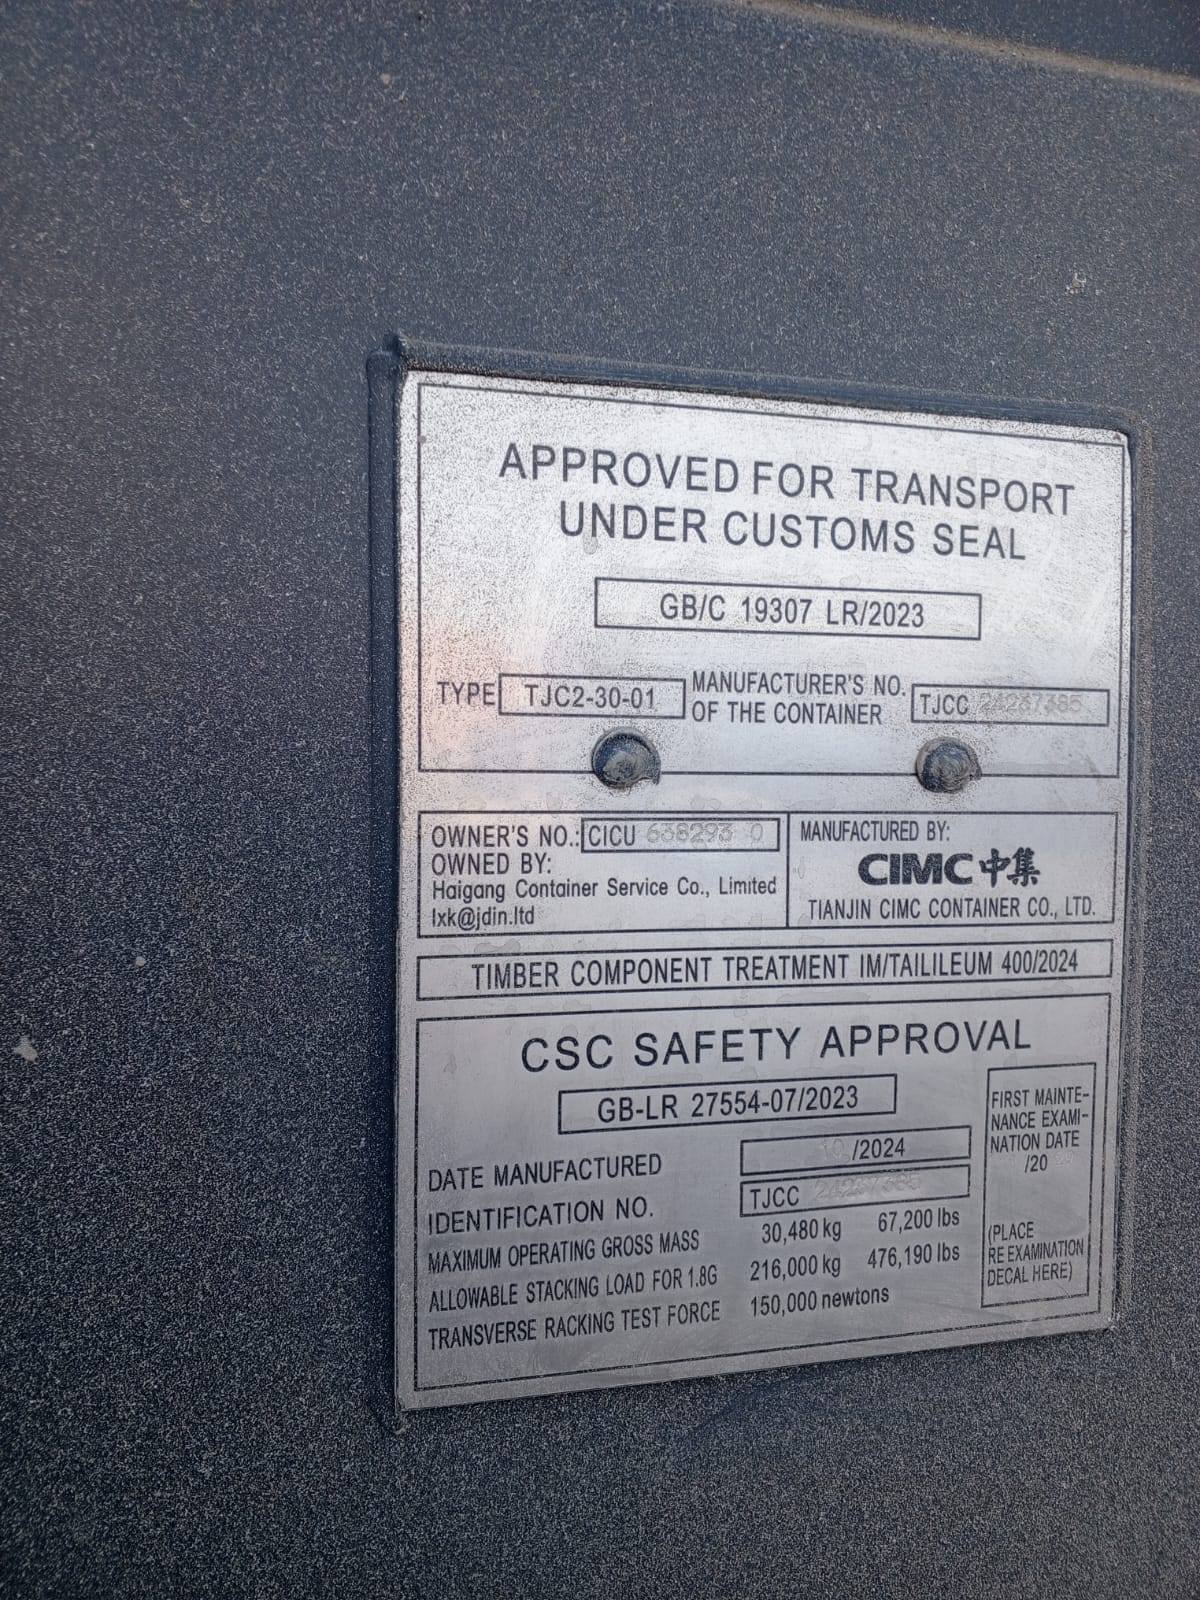 APPROVED FOR TRANSPORT
UNDER CUSTOMS SEAL
GB/C 19307 LR/2023
TYPE TJC2-30-01
MANUFACTURER'S NO.
OF THE CONTAINER
TJCC 24237385
OWNER'S NO.: CICU 638293 0
OWNED BY:
Haigang Container Service Co., Limited
lxk@jdin.ltd
MANUFACTURED BY:
CIMC中集
TIANJIN CIMC CONTAINER CO., LTD.
TIMBER COMPONENT TREATMENT IM/TAILILEUM 400/2024
CSC SAFETY APPROVAL
GB-LR 27554-07/2023
DATE MANUFACTURED 10/2024
IDENTIFICATION NO. TJCC 24237385
MAXIMUM OPERATING GROSS MASS 30,480 kg 67,200 lbs
ALLOWABLE STACKING LOAD FOR 1.8G 216,000 kg 476,190 lbs
TRANSVERSE RACKING TEST FORCE 150,000 newtons
FIRST MAINTE-
NANCE EXAMI-
NATION DATE
/20
(PLACE
RE EXAMINATION
DECAL HERE)